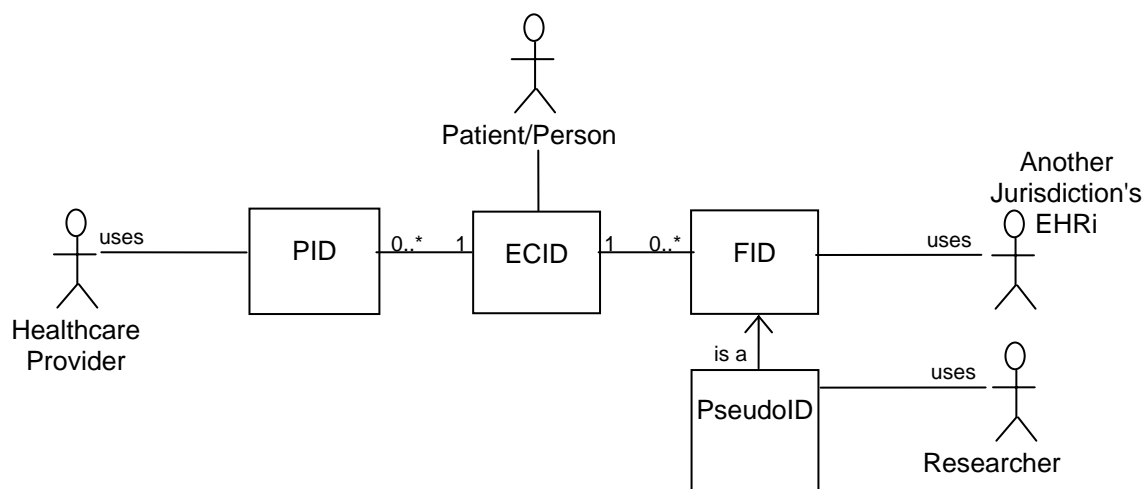 Patient/Person
Another
Jurisdiction's
EHRi
uses
PID
0..*
1
ECID
1
0..*
FID
uses
Healthcare
Provider
is a
PseudoID
uses
Researcher